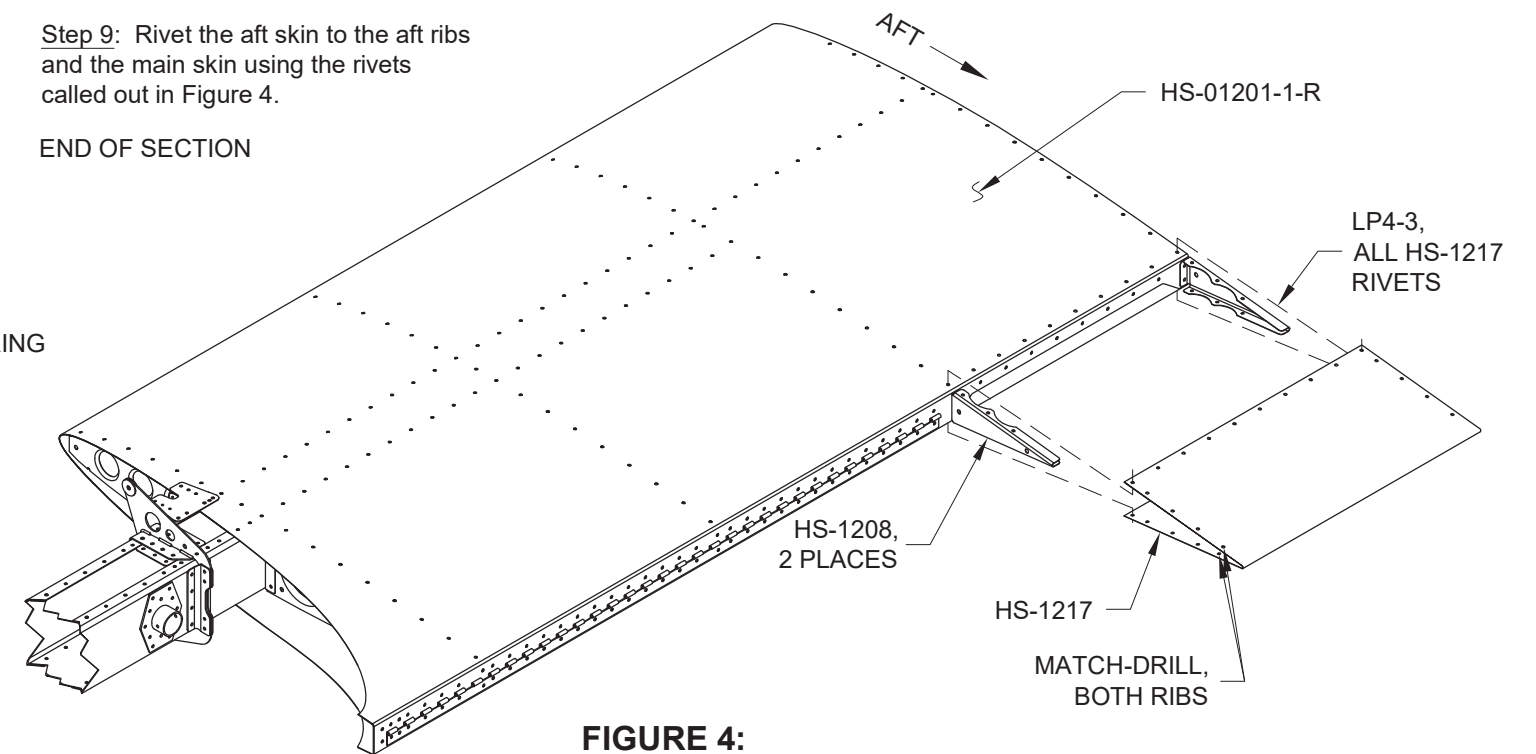 Step 9: Rivet the aft skin to the aft ribs
and the main skin using the rivets
called out in Figure 4.
END OF SECTION
AFT
HS-01201-1-R
LP4-3,
ALL HS-1217
RIVETS
HS-1208,
2 PLACES
HS-1217
MATCH-DRILL,
BOTH RIBS
FIGURE 4: